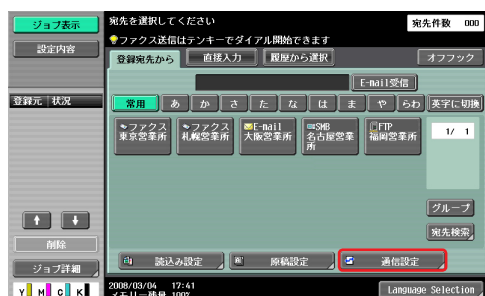 ジョブ表示
設定内容
登録元 状況
削除
ジョブ詳細
Y M C K
宛先を選択してください
宛先件数 000
ファクス送信はテンキーでダイアル開始できます
登録宛先から 直接入力 履歴から選択 オフフック
E-mail受信
常用 あ か さ た な は ま や らわ 英字に切換
ファクス
東京営業所
ファクス
札幌営業所
E-mail
大阪営業所
SMB
名古屋営業
所
FTP
福岡営業所
1/ 1
グループ
宛先検索
読込み設定 原稿設定 通信設定
2008/03/04 17:41
メモリー残量 100%
Language Selection